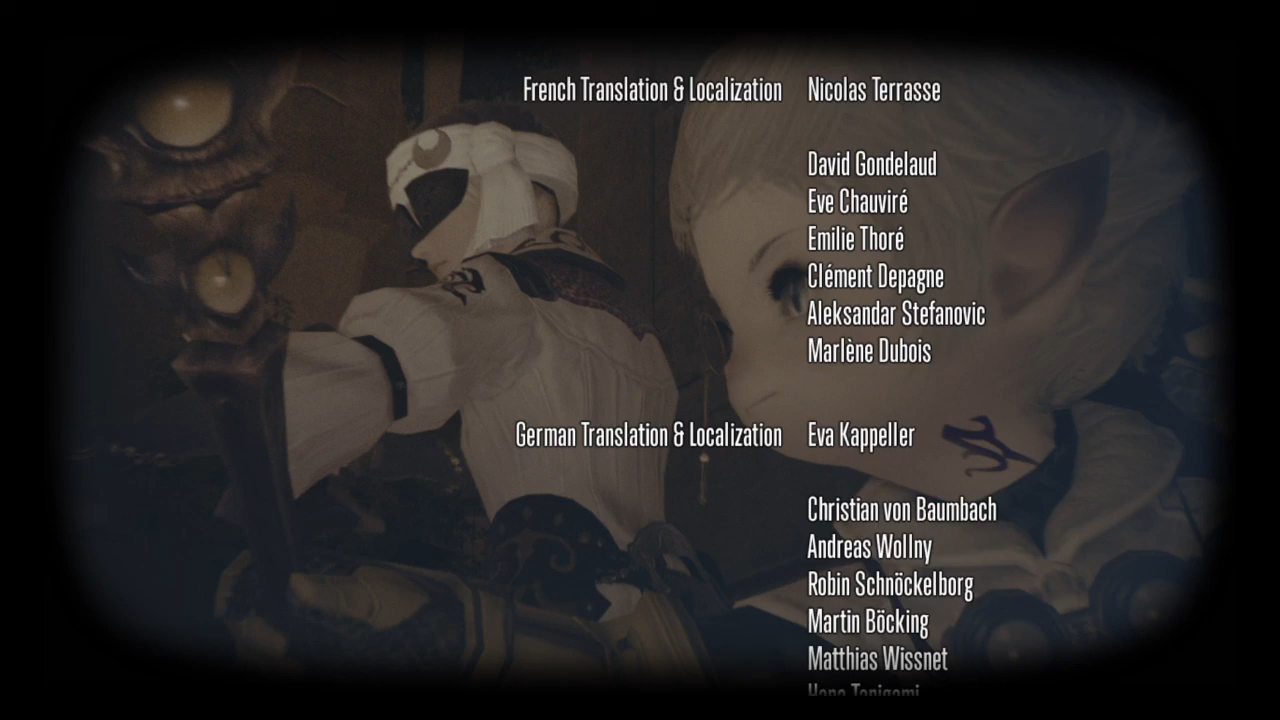 French Translation & Localization Nicolas Terrasse
David Gondelaud
Eve Chauviré
Emilie Thoré
Clément Depagne
Aleksandar Stefanovic
Marlène Dubois
German Translation & Localization Eva Kappeller
Christian von Baumbach
Andreas Wollny
Robin Schnöckelborg
Martin Böcking
Matthias Wissnet